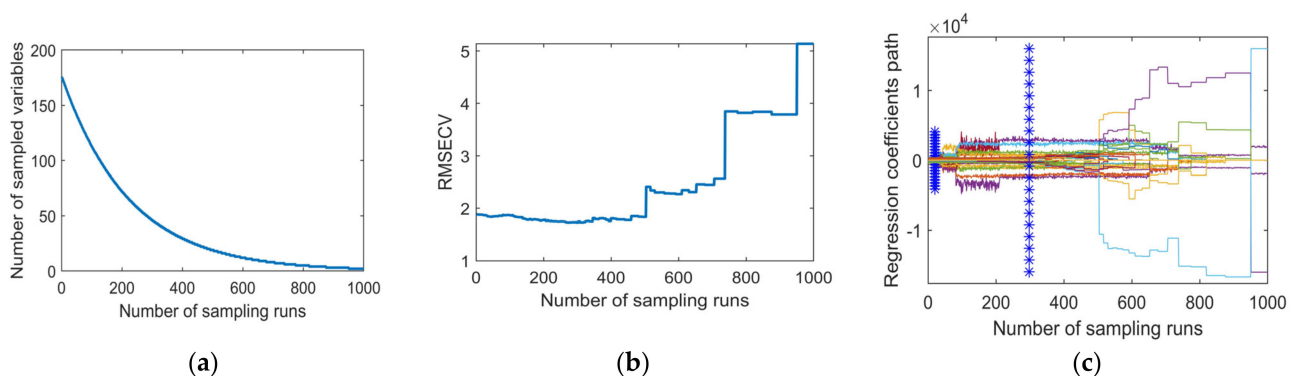 Number of sampled variables
200
150
100
50
0
0 200 400 600 800 1000
Number of sampling runs
(a)
RMSECV
5
4
3
2
1
0 200 400 600 800 1000
Number of sampling runs
(b)
×10⁴
Regression coefficients path
1
0
-1
0 200 400 600 800 1000
Number of sampling runs
(c)